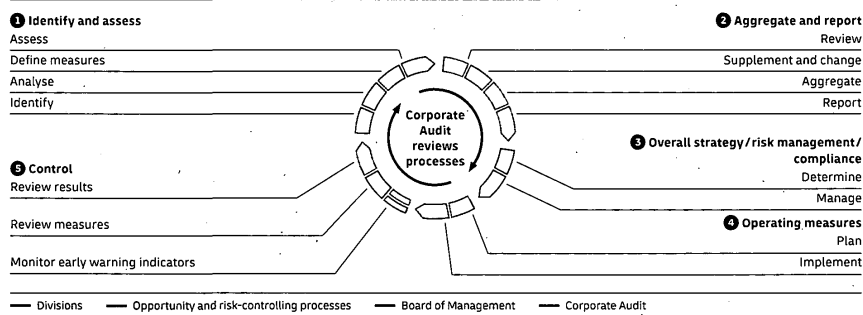 1 Identify and assess
Assess
Define measures
Analyse
Identify
2 Aggregate and report
Review
Supplement and change
Aggregate
Report
Corporate
Audit
reviews
processes
3 Overall strategy/risk management/
compliance
Determine
Manage
4 Operating measures
Plan
Implement
5 Control
Review results
Review measures
Monitor early warning indicators
Divisions
Opportunity and risk-controlling processes
Board of Management
Corporate Audit